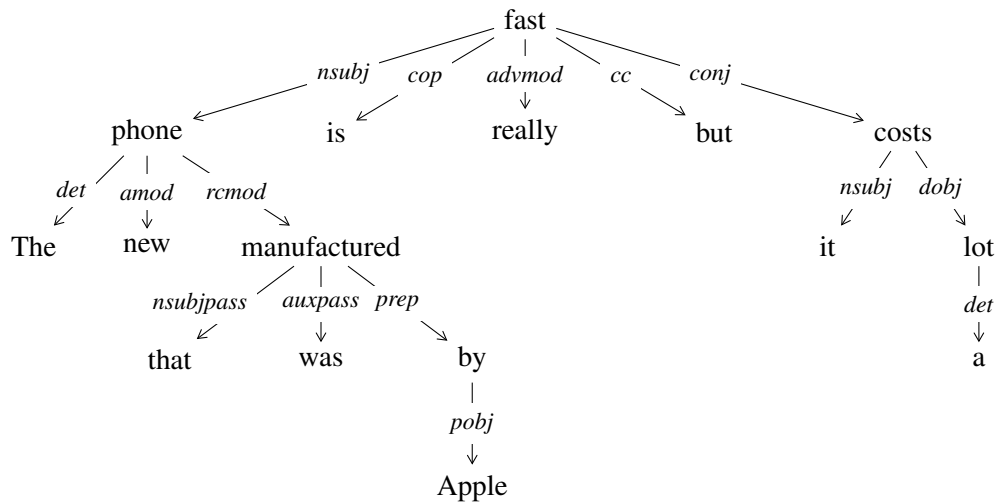 fast
nsubj cop advmod cc conj
phone is really but costs
det amod rcmod nsubj dobj
The new manufactured it lot
nsubjpass auxpass prep det
that was by a
pobj
Apple